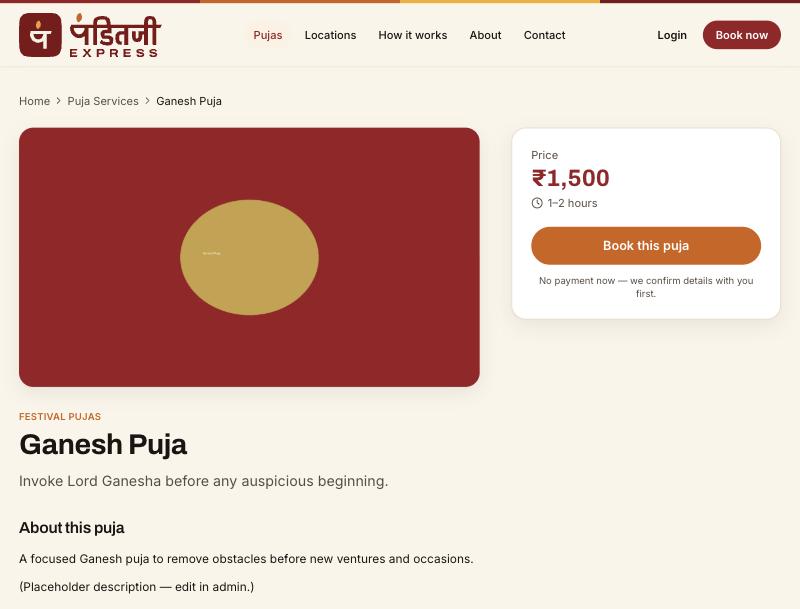 प
पंडितजी
EXPRESS
Pujas
Locations
How it works
About
Contact
Login
Book now
Home > Puja Services > Ganesh Puja
Price
₹1,500
1–2 hours
Book this puja
No payment now — we confirm details with you
first.
FESTIVAL PUJAS
Ganesh Puja
Invoke Lord Ganesha before any auspicious beginning.
About this puja
A focused Ganesh puja to remove obstacles before new ventures and occasions.
(Placeholder description — edit in admin.)